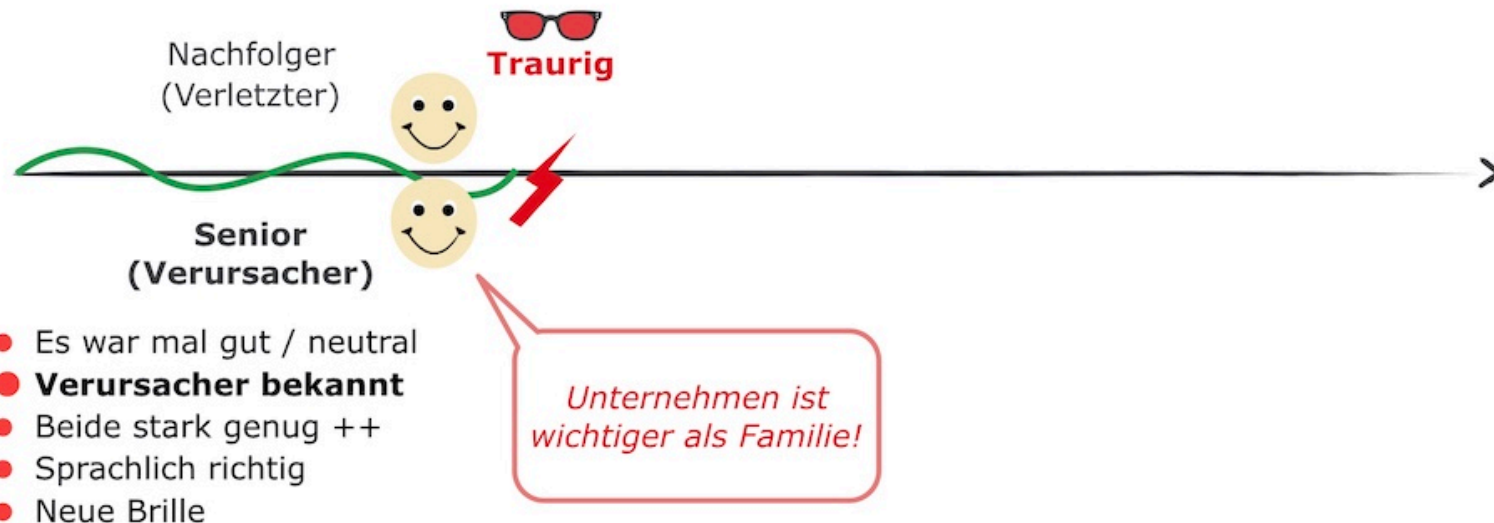 Nachfolger
(Verletzter)
Traurig
Senior
(Verursacher)
Es war mal gut / neutral
Verursacher bekannt
Beide stark genug ++
Sprachlich richtig
Neue Brille
Unternehmen ist
wichtiger als Familie!